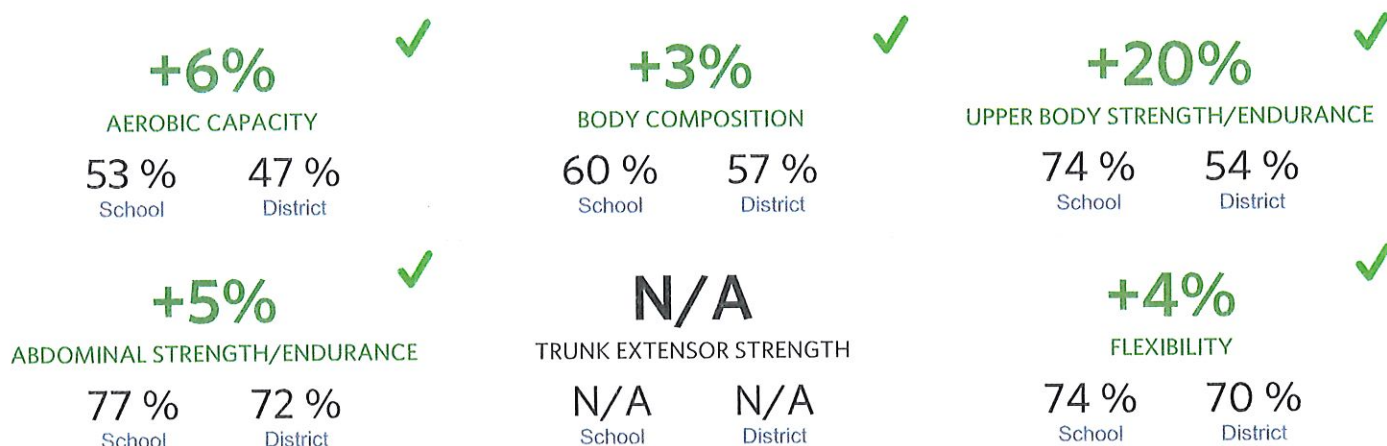 +6%
AEROBIC CAPACITY
53 % 47 %
School District
+3%
BODY COMPOSITION
60 % 57 %
School District
+20%
UPPER BODY STRENGTH/ENDURANCE
74 % 54 %
School District
+5%
ABDOMINAL STRENGTH/ENDURANCE
77 % 72 %
School District
N/A
TRUNK EXTENSOR STRENGTH
N/A N/A
School District
+4%
FLEXIBILITY
74 % 70 %
School District